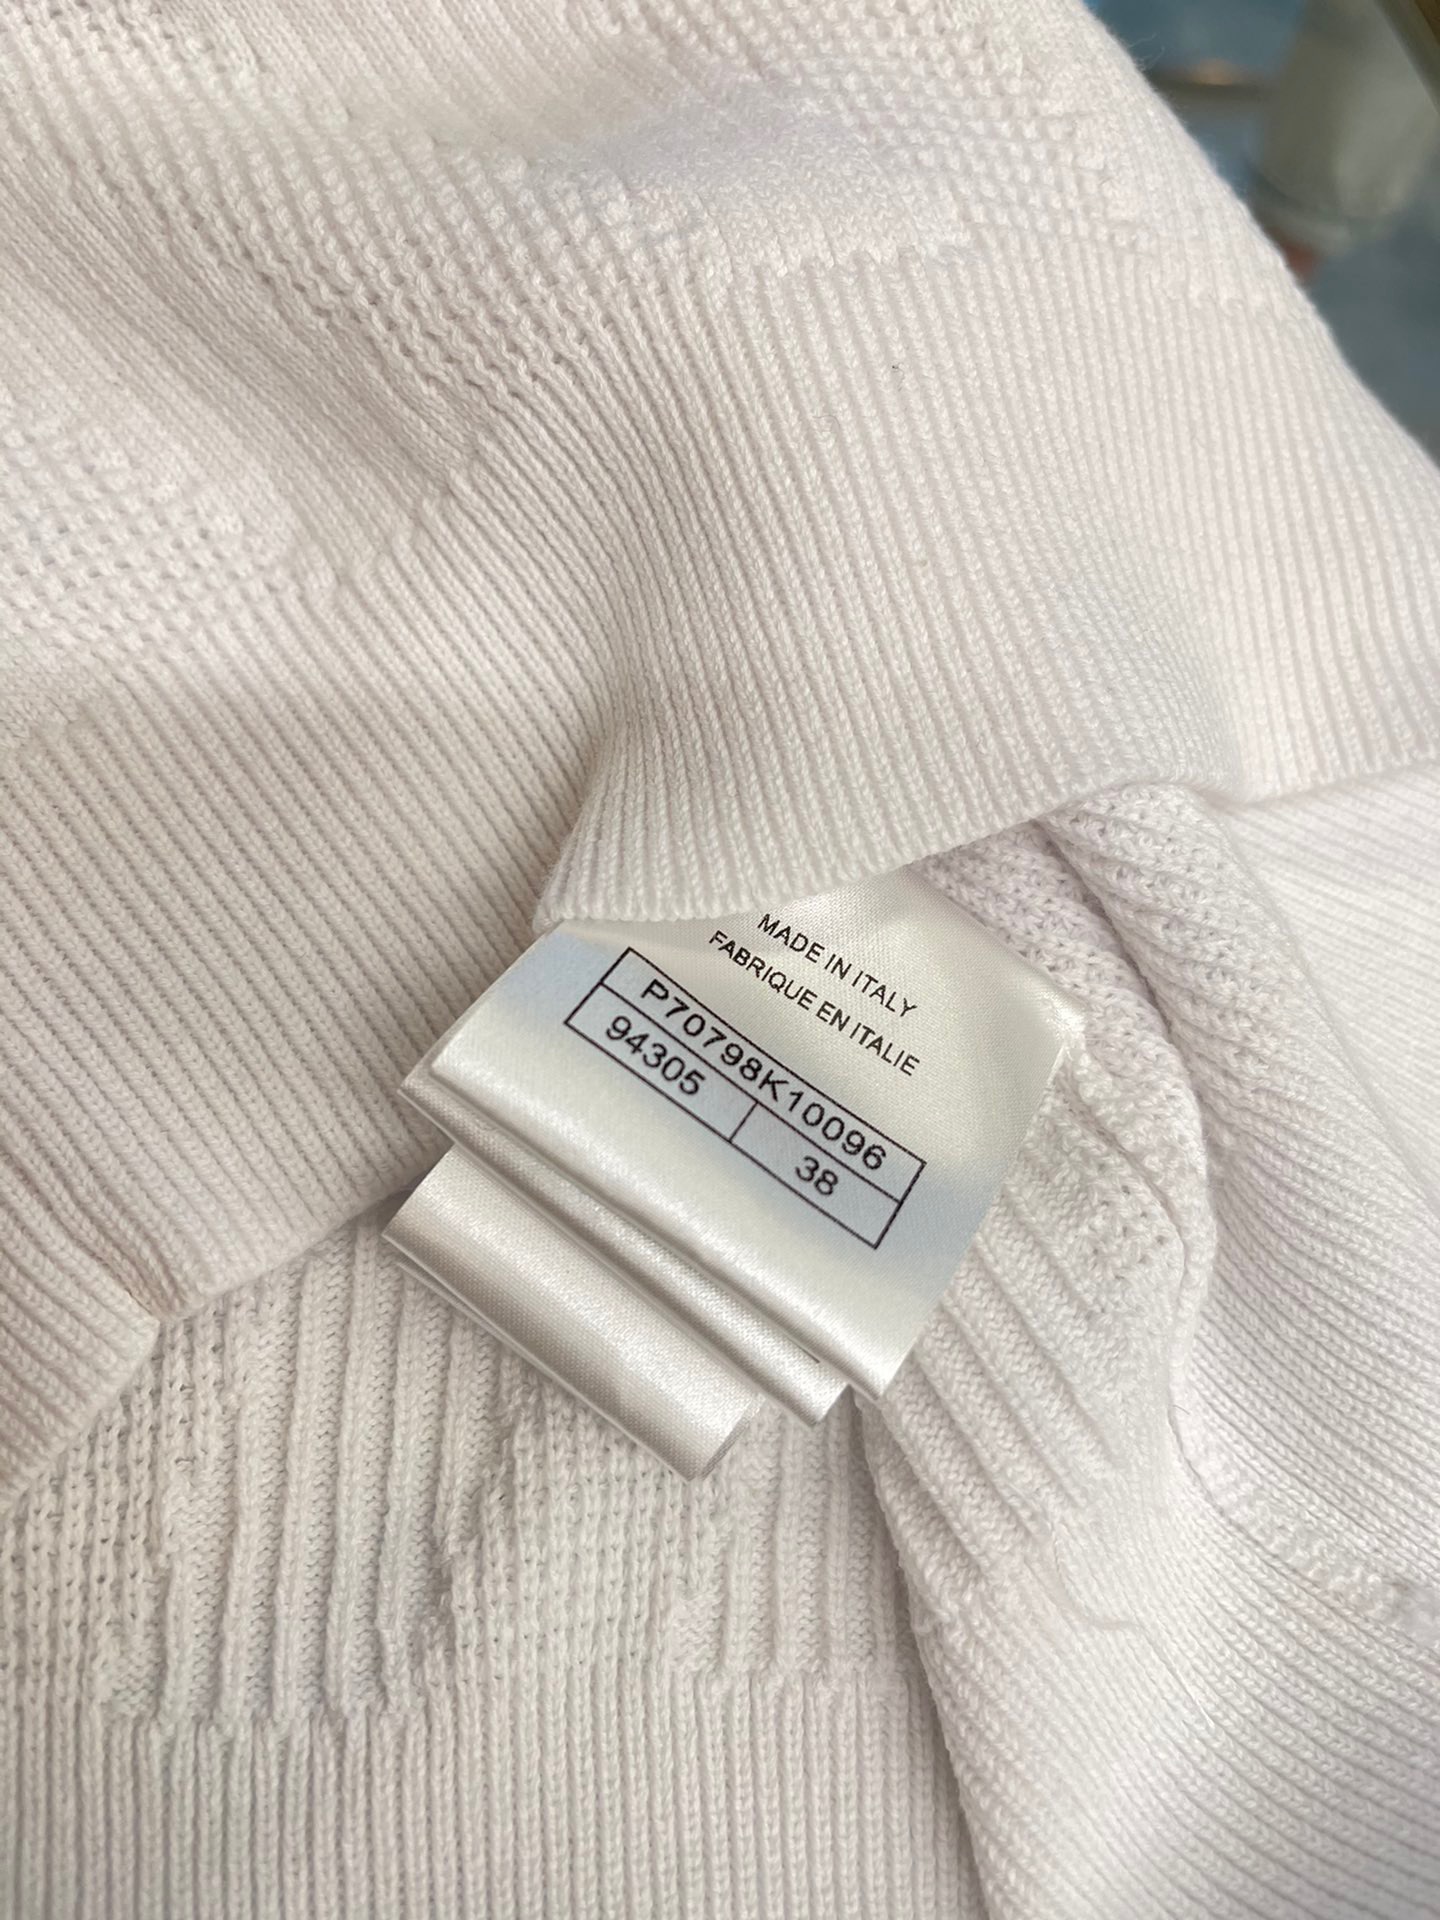 MADE IN ITALY
FABRIQUE EN ITALIE
P70798K10096
94305 38